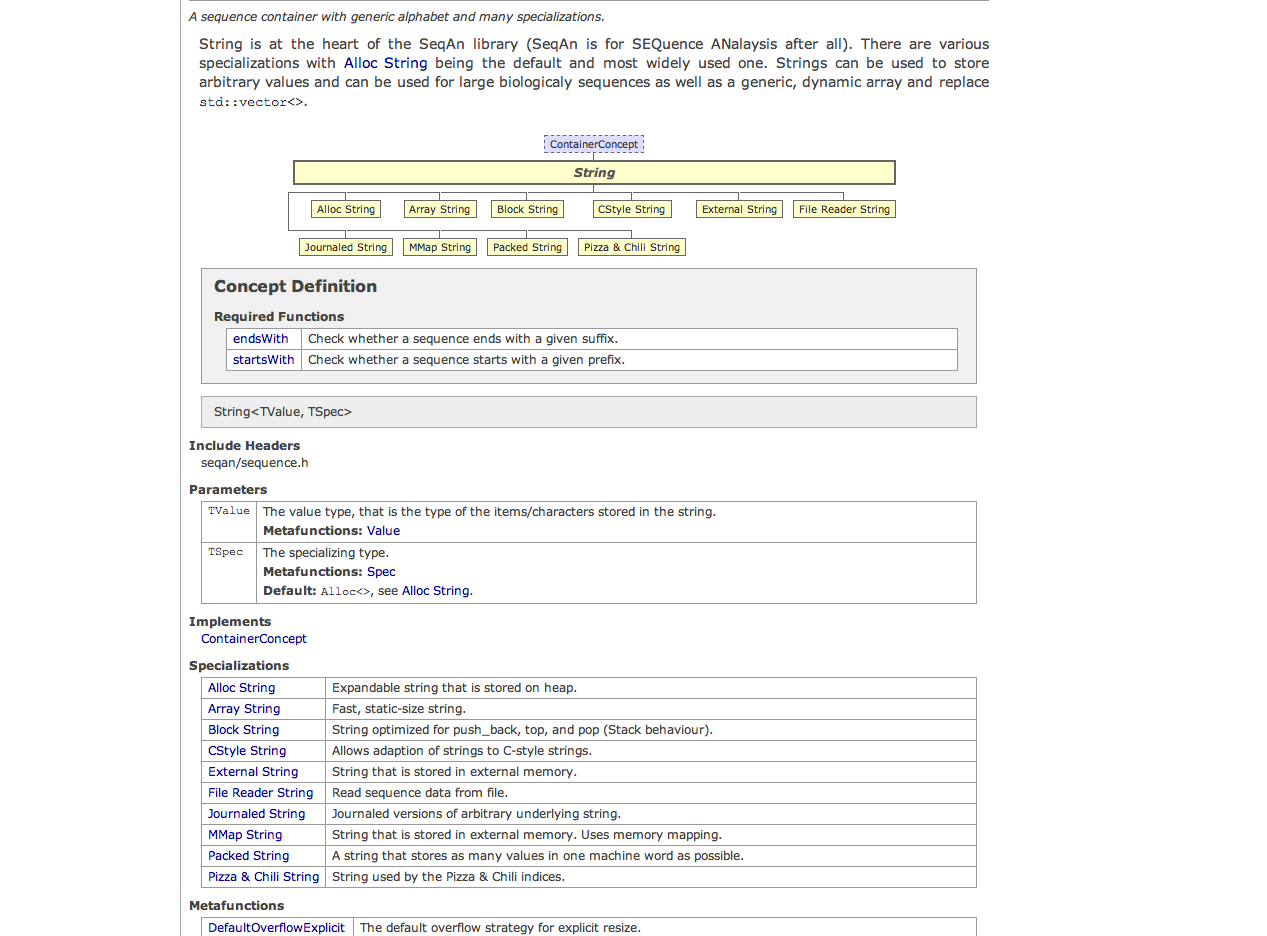 A sequence container with generic alphabet and many specializations.
String is at the heart of the SeqAn library (SeqAn is for SEQuence ANalaysis after all). There are various
specializations with Alloc String being the default and most widely used one. Strings can be used to store
arbitrary values and can be used for large biologicaly sequences as well as a generic, dynamic array and replace
std::vector<>.
ContainerConcept
String
Alloc String Array String Block String CStyle String External String File Reader String
Journaled String MMap String Packed String Pizza & Chili String
Concept Definition
Required Functions
endsWith Check whether a sequence ends with a given suffix.
startsWith Check whether a sequence starts with a given prefix.
String<TValue, TSpec>
Include Headers
seqan/sequence.h
Parameters
TValue The value type, that is the type of the items/characters stored in the string.
Metafunctions: Value
TSpec The specializing type.
Metafunctions: Spec
Default: Alloc<>, see Alloc String.
Implements
ContainerConcept
Specializations
Alloc String Expandable string that is stored on heap.
Array String Fast, static-size string.
Block String String optimized for push_back, top, and pop (Stack behaviour).
CStyle String Allows adaption of strings to C-style strings.
External String String that is stored in external memory.
File Reader String Read sequence data from file.
Journaled String Journaled versions of arbitrary underlying string.
MMap String String that is stored in external memory. Uses memory mapping.
Packed String A string that stores as many values in one machine word as possible.
Pizza & Chili String String used by the Pizza & Chili indices.
Metafunctions
DefaultOverflowExplicit The default overflow strategy for explicit resize.